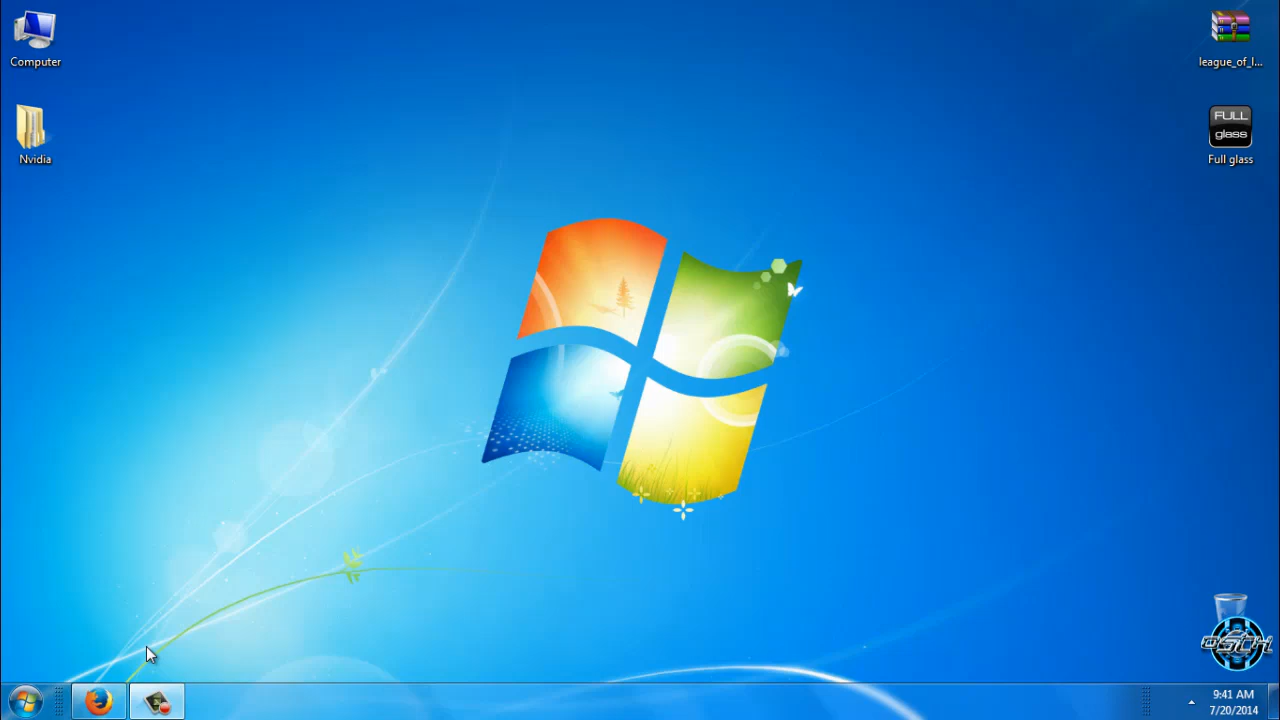 Computer
league_of_l...
Nvidia
FULL
glass
Full glass
9:41 AM
7/20/2014